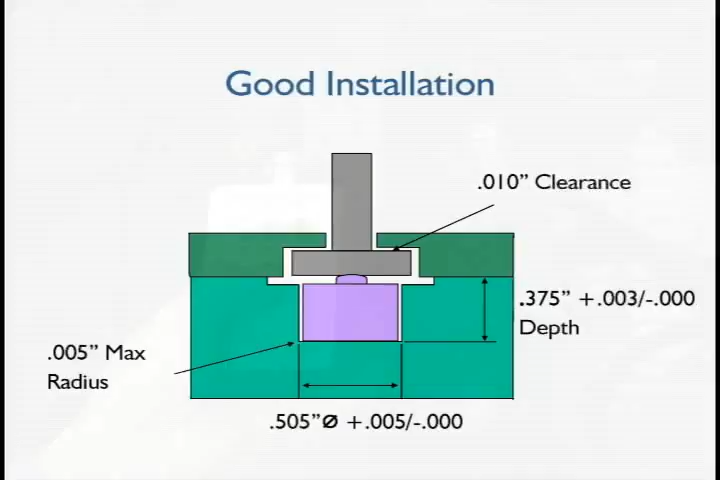 Good Installation
.010” Clearance
.375” +.003/-.000
Depth
.005” Max
Radius
.505”Ø +.005/-.000